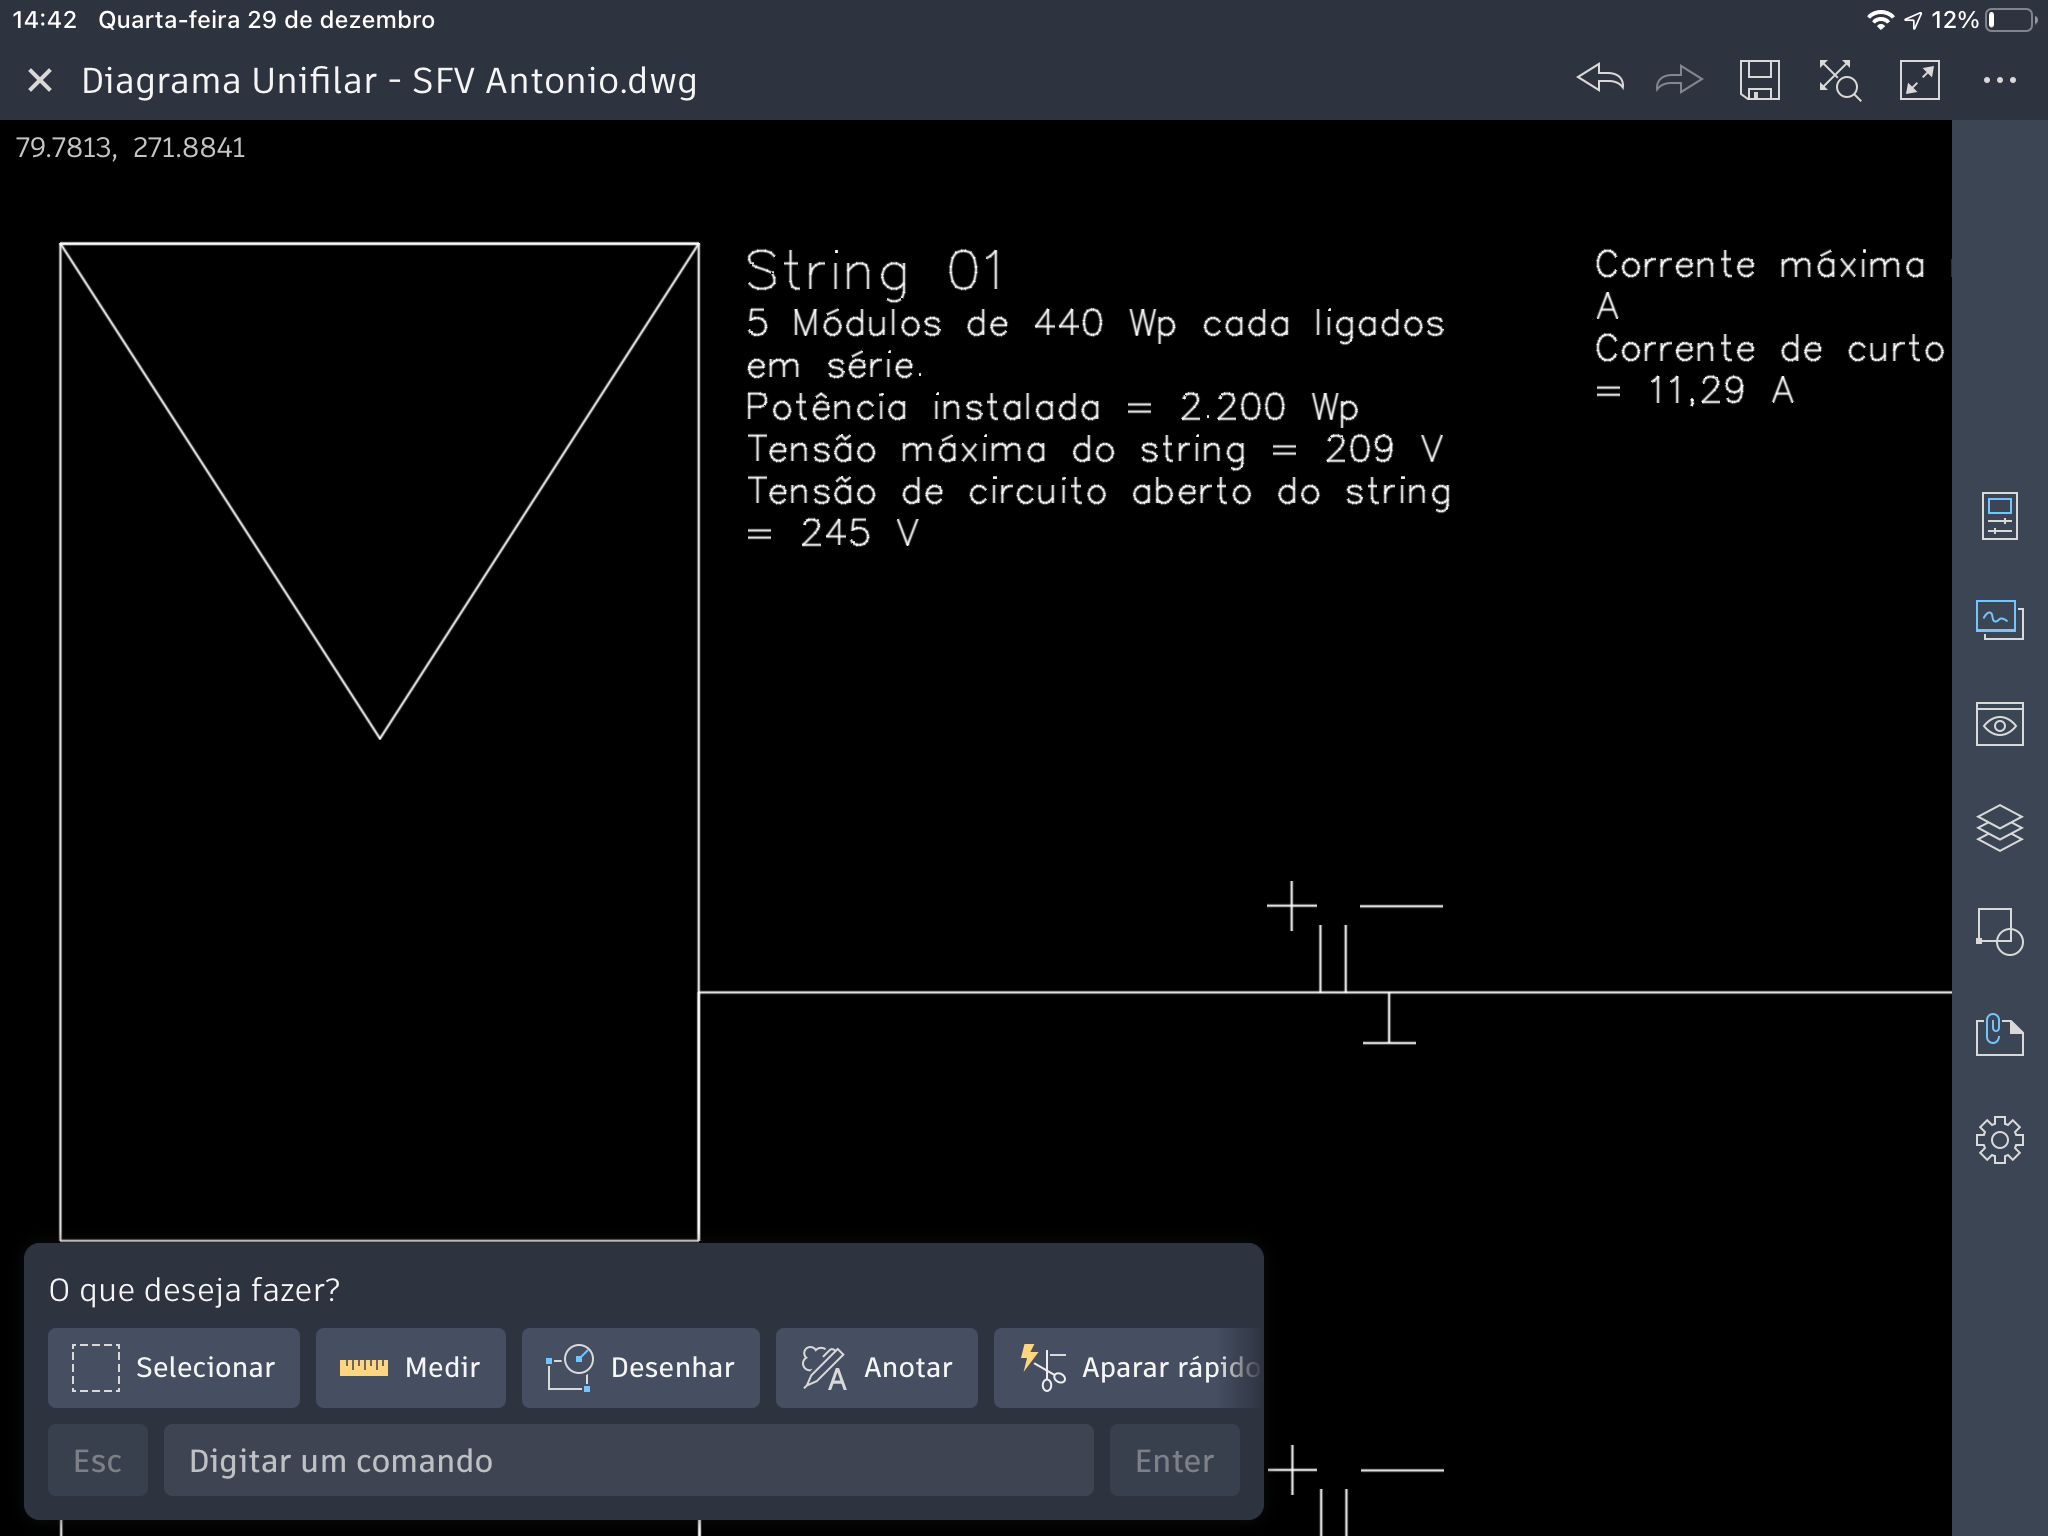 14:42 Quarta-feira 29 de dezembro
12%
Diagrama Unifilar - SFV Antonio.dwg
79.7813, 271.8841
String 01
5 Módulos de 440 Wp cada ligados
em série.
Potência instalada = 2.200 Wp
Tensão máxima do string = 209 V
Tensão de circuito aberto do string
= 245 V
Corrente máxima
A
Corrente de curto
= 11,29 A
O que deseja fazer?
Selecionar
Medir
Desenhar
Anotar
Aparar rápido
Esc
Digitar um comando
Enter